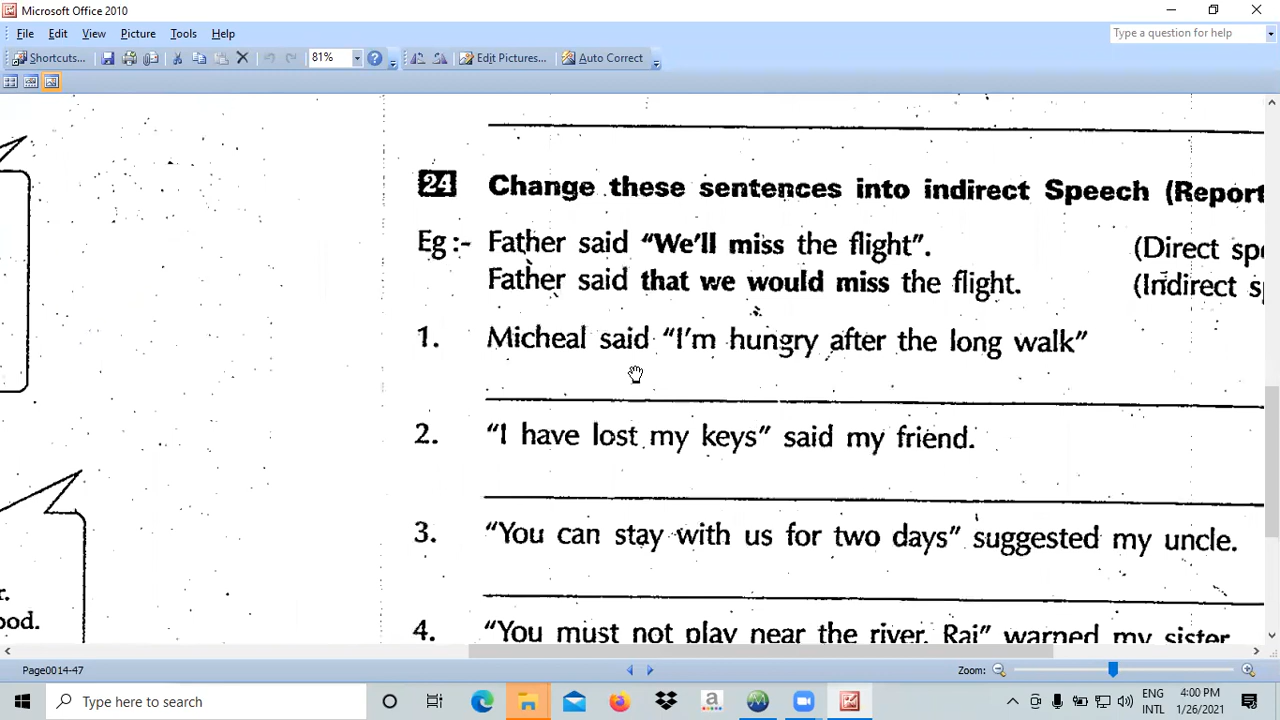 Microsoft Office 2010
File Edit View Picture Tools Help
Type a question for help
Shortcuts...
81%
Edit Pictures...
Auto Correct
24 Change these sentences into indirect Speech (Report
Eg :- Father said "We'll miss the flight". (Direct sp
Father said that we would miss the flight. (Indirect s
1. Micheal said "I'm hungry after the long walk"
2. "I have lost my keys" said my friend.
3. "You can stay with us for two days" suggested my uncle.
r.
ood.
4. "You must not play near the river, Raj" warned my sister
Page0014-47
Zoom:
Type here to search
a
ENG
INTL
4:00 PM
1/26/2021